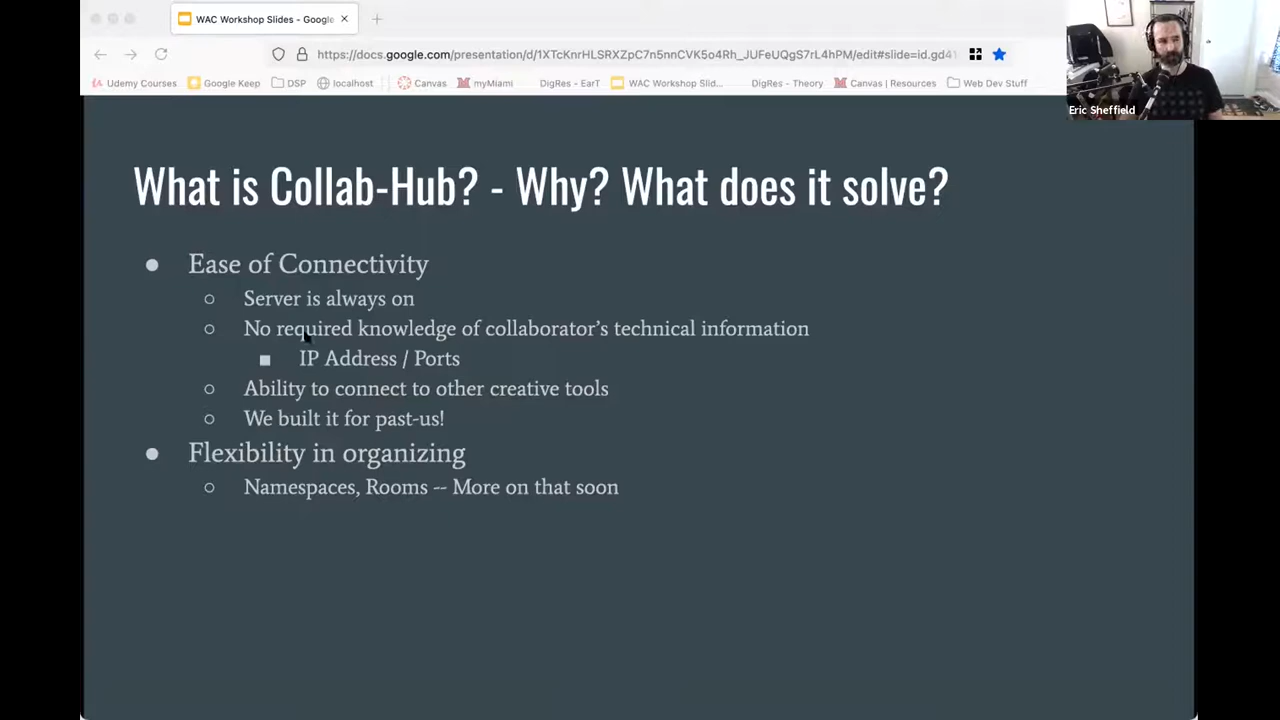 WAC Workshop Slides - Google
https://docs.google.com/presentation/d/1XTcKnrHLSRXZpC7n5nnCVK5o4Rh_JUFeUQgS7rL4hPM/edit#slide=id.gd41
Udemy Courses Google Keep DSP localhost Canvas myMiami DigRes - EarT WAC Workshop Slid... DigRes - Theory Canvas | Resources Web Dev Stuff
Eric Sheffield
What is Collab-Hub? - Why? What does it solve?
● Ease of Connectivity
○ Server is always on
○ No required knowledge of collaborator’s technical information
■ IP Address / Ports
○ Ability to connect to other creative tools
○ We built it for past-us!
● Flexibility in organizing
○ Namespaces, Rooms -- More on that soon